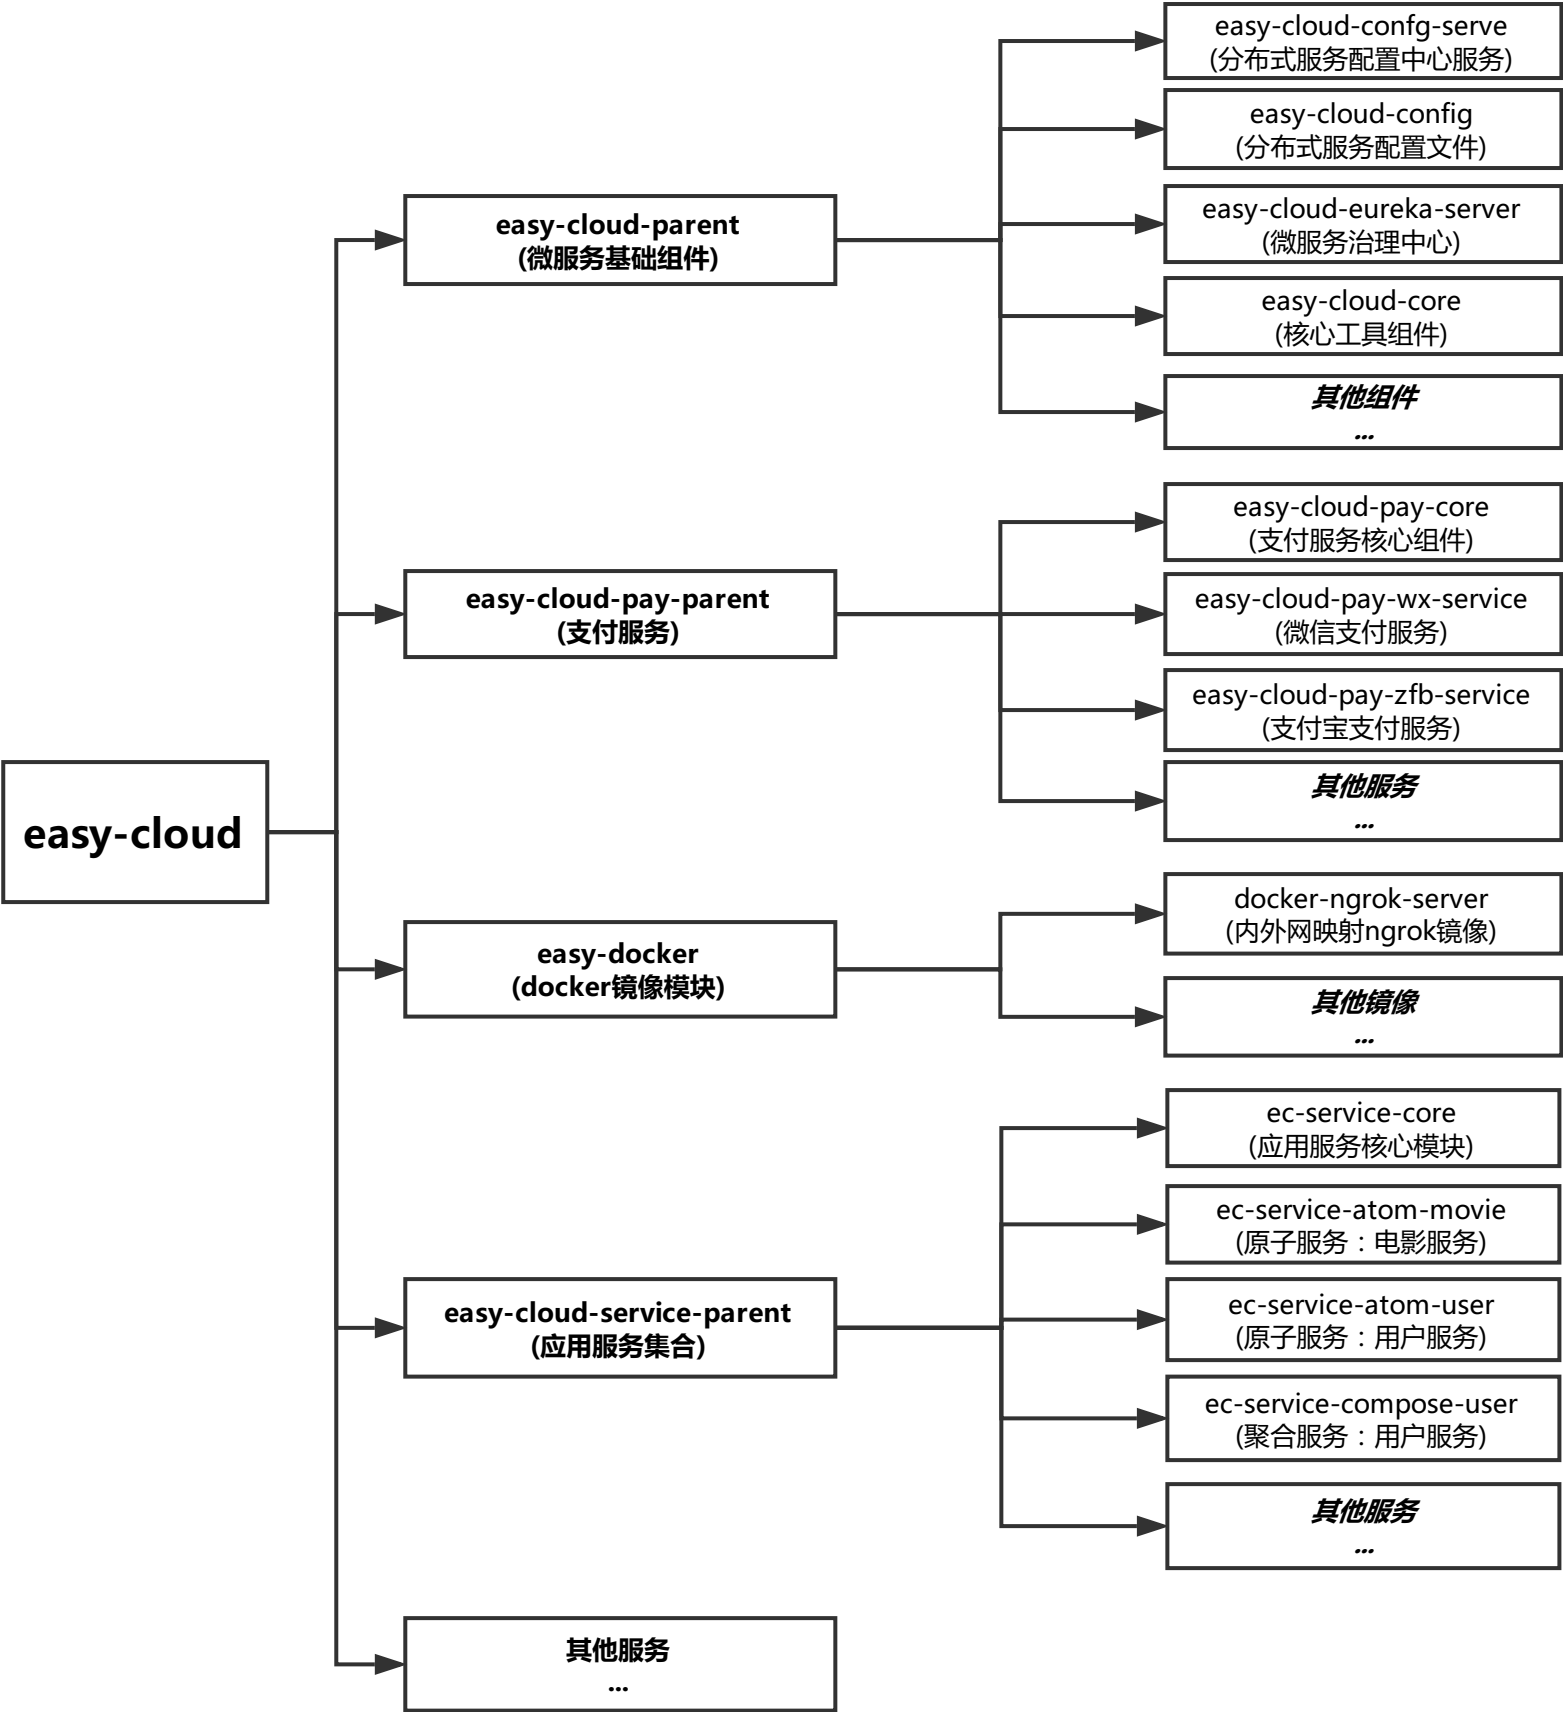 easy-cloud
easy-cloud-parent
(微服务基础组件)
easy-cloud-confg-serve
(分布式服务配置中心服务)
easy-cloud-config
(分布式服务配置文件)
easy-cloud-eureka-server
(微服务治理中心)
easy-cloud-core
(核心工具组件)
其他组件
...
easy-cloud-pay-parent
(支付服务)
easy-cloud-pay-core
(支付服务核心组件)
easy-cloud-pay-wx-service
(微信支付服务)
easy-cloud-pay-zfb-service
(支付宝支付服务)
其他服务
...
easy-docker
(docker镜像模块)
docker-ngrok-server
(内外网映射ngrok镜像)
其他镜像
...
easy-cloud-service-parent
(应用服务集合)
ec-service-core
(应用服务核心模块)
ec-service-atom-movie
(原子服务：电影服务)
ec-service-atom-user
(原子服务：用户服务)
ec-service-compose-user
(聚合服务：用户服务)
其他服务
...
其他服务
...